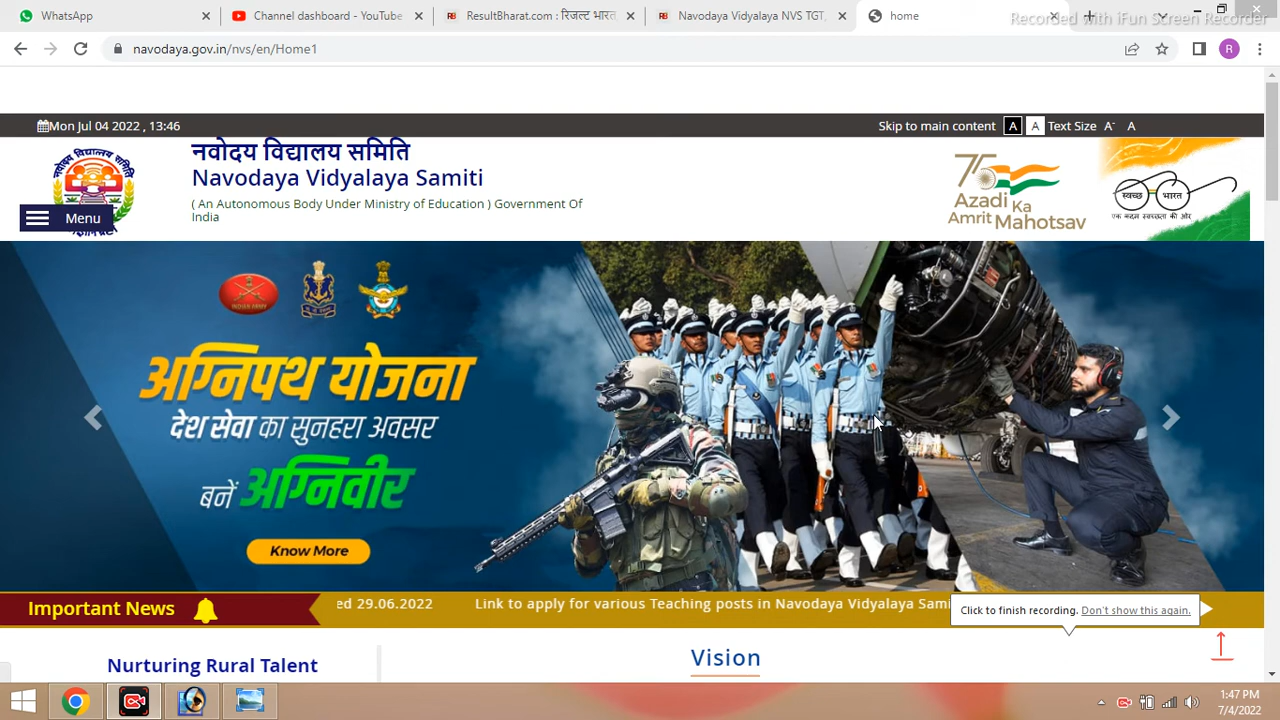 WhatsApp
Channel dashboard - YouTube
ResultBharat.com : रिजल्ट भारत,
Navodaya Vidyalaya NVS TGT,
home
Recorded with iFun Screen Recorder
navodaya.gov.in/nvs/en/Home1
R
Mon Jul 04 2022 , 13:46
Skip to main content A A Text Size A- A
नवोदय विद्यालय समिति
Navodaya Vidyalaya Samiti
( An Autonomous Body Under Ministry of Education ) Government Of
India
Menu
75
Azadi Ka
Amrit Mahotsav
स्वच्छ भारत
एक कदम स्वच्छता की ओर
INDIAN ARMY
अग्निपथ योजना
देश सेवा का सुनहरा अवसर
बनें अग्निवीर
Know More
Important News
ed 29.06.2022
Link to apply for various Teaching posts in Navodaya Vidyalaya Sami
Click to finish recording. Don't show this again.
Nurturing Rural Talent
Vision
1:47 PM
7/4/2022